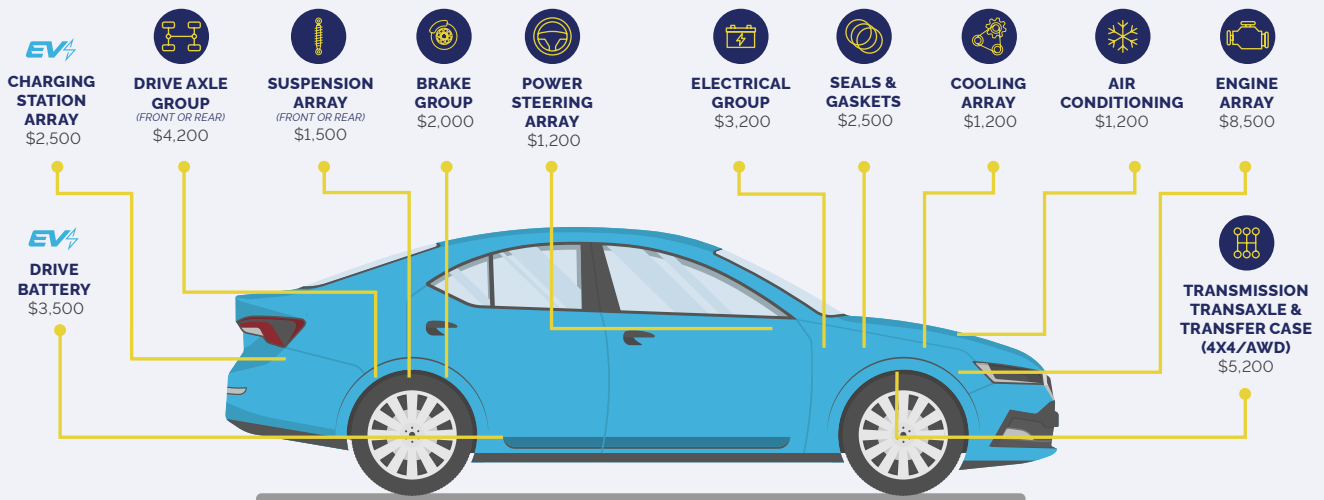 EV
CHARGING
STATION
ARRAY
$2,500
DRIVE AXLE
GROUP
(FRONT OR REAR)
$4,200
SUSPENSION
ARRAY
(FRONT OR REAR)
$1,500
BRAKE
GROUP
$2,000
POWER
STEERING
ARRAY
$1,200
ELECTRICAL
GROUP
$3,200
SEALS &
GASKETS
$2,500
COOLING
ARRAY
$1,200
AIR
CONDITIONING
$1,200
ENGINE
ARRAY
$8,500
EV
DRIVE
BATTERY
$3,500
TRANSMISSION
TRANSAXLE &
TRANSFER CASE
(4X4/AWD)
$5,200